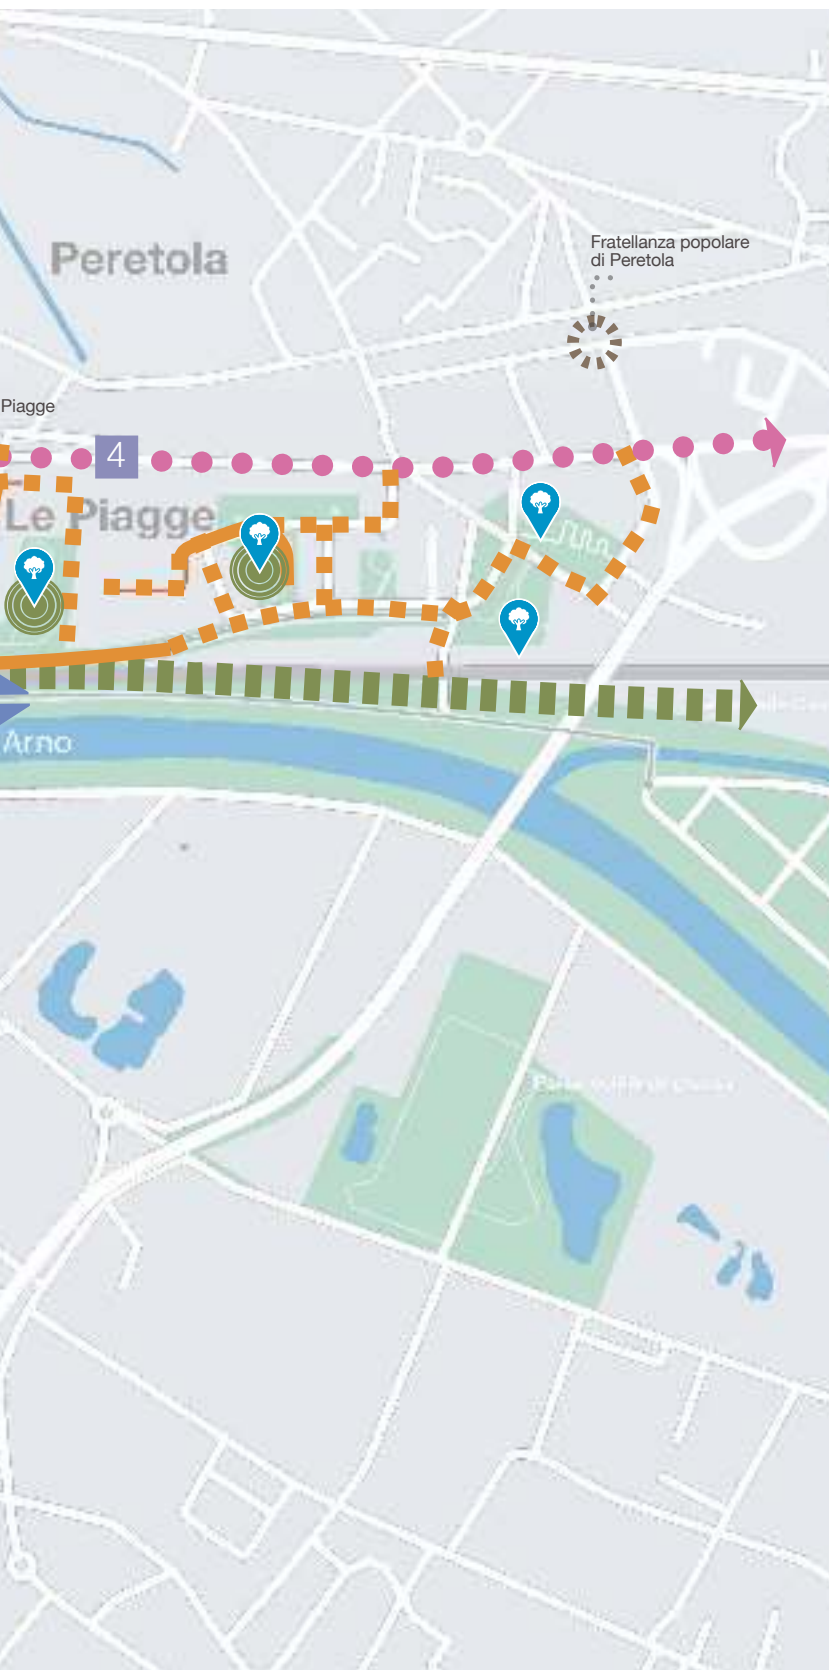 Peretola
Fratellanza popolare
di Peretola
Piagge
4
Le Piagge
Arno